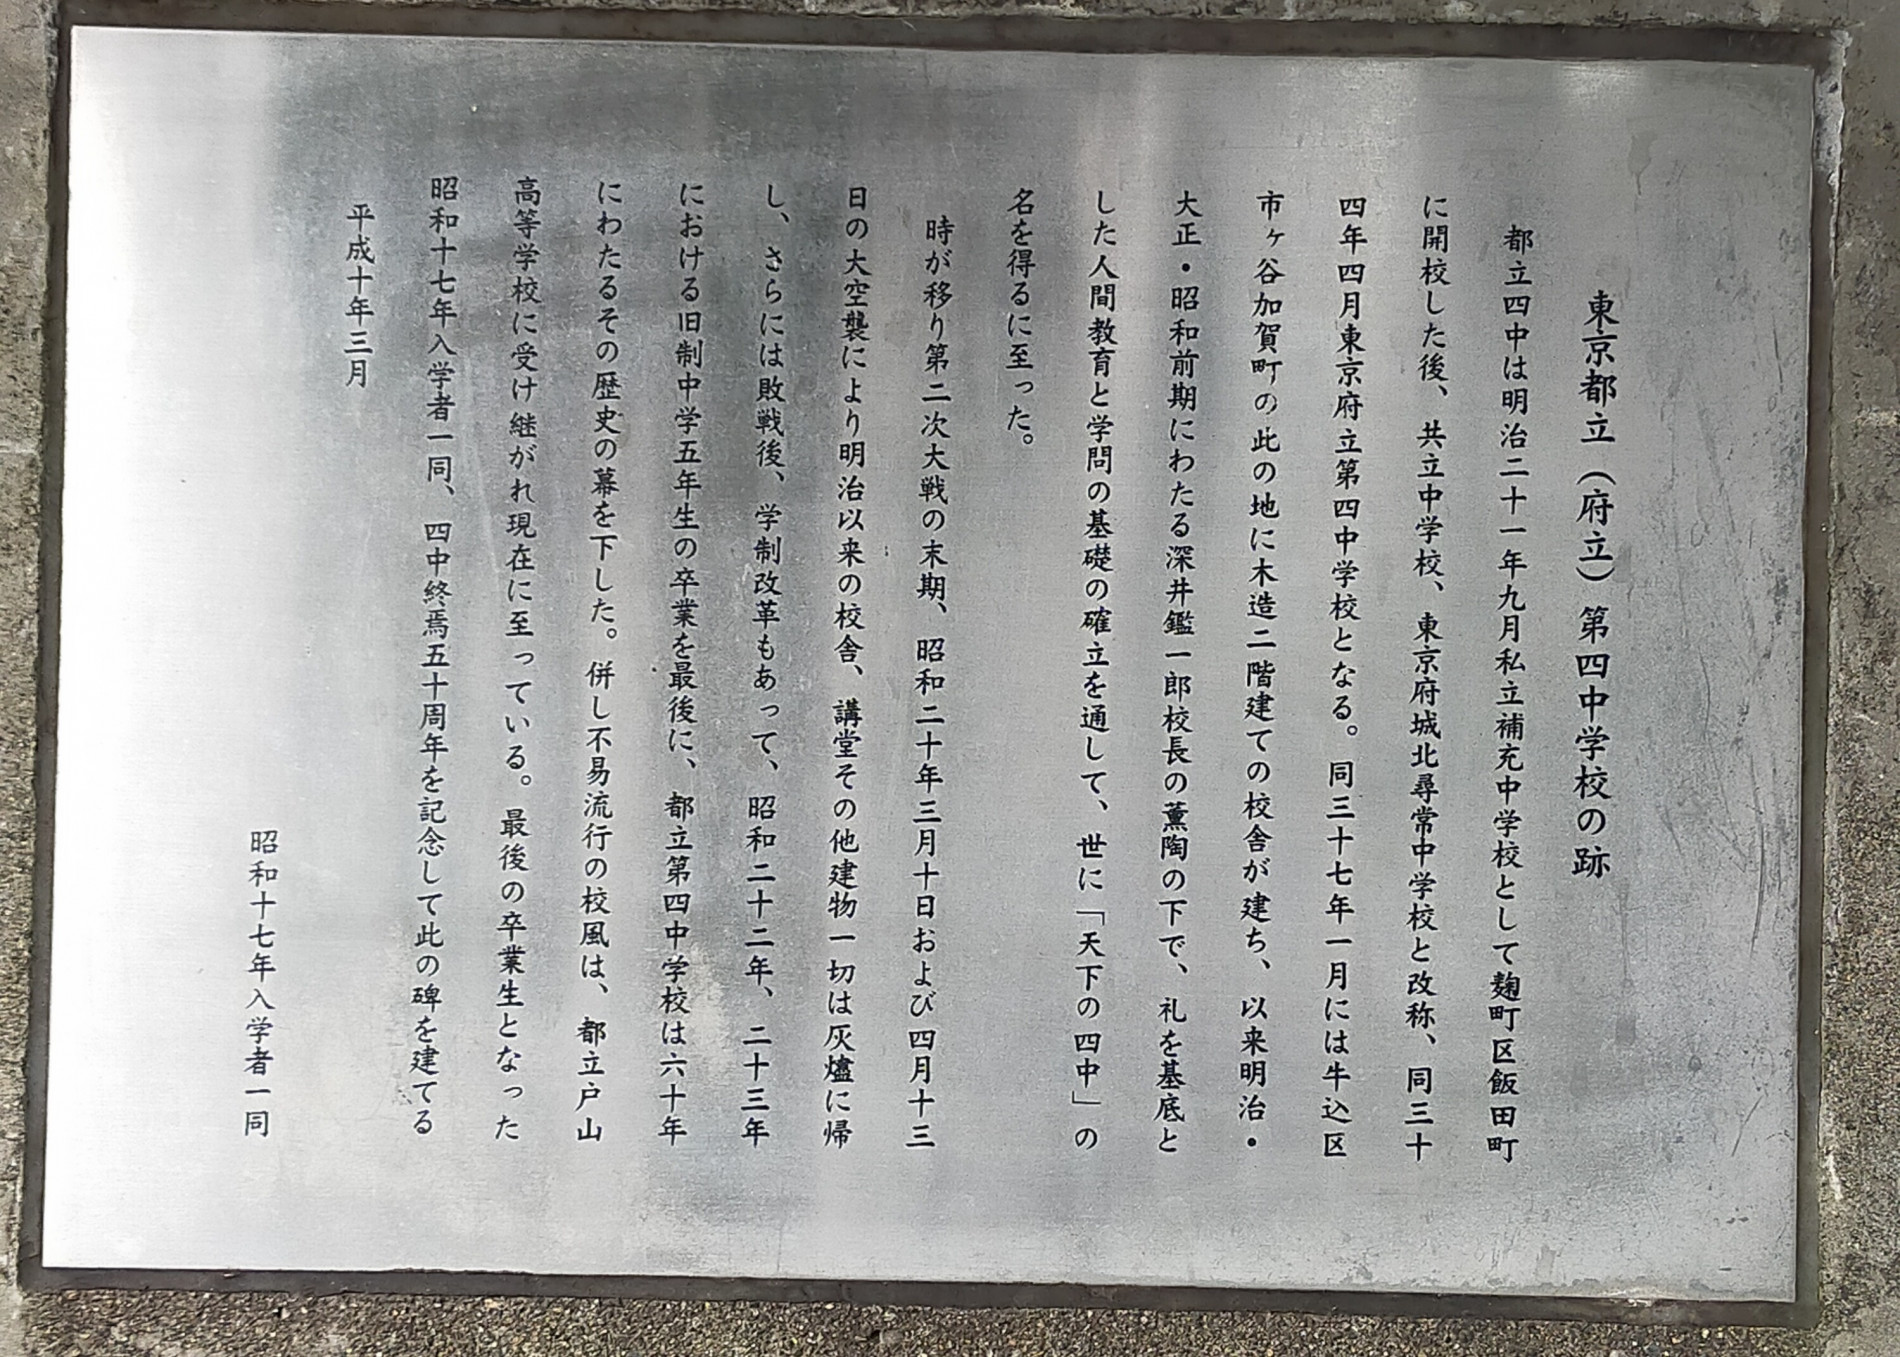 東京都立（府立）第四中学校の跡
都立四中は明治二十一年九月私立補充中学校として麹町区飯田町
に開校した後、共立中学校、東京府城北尋常中学校と改称、同三十
四年四月東京府立第四中学校となる。同三十七年一月には牛込区
市ヶ谷加賀町の此の地に木造二階建ての校舎が建ち、以来明治・
大正・昭和前期にわたる深井鑑一郎校長の薫陶の下で、礼を基底と
した人間教育と学問の基礎の確立を通して、世に「天下の四中」の
名を得るに至った。
時が移り第二次大戦の末期、昭和二十年三月十日および四月十三
日の大空襲により明治以来の校舎、講堂その他建物一切は灰燼に帰
し、さらには敗戦後、学制改革もあって、昭和二十二年、二十三年
における旧制中学五年生の卒業を最後に、都立第四中学校は六十年
にわたるその歴史の幕を下した。併し不易流行の校風は、都立戸山
高等学校に受け継がれ現在に至っている。最後の卒業生となった
昭和十七年入学者一同、四中終焉五十周年を記念して此の碑を建てる
平成十年三月
昭和十七年入学者一同